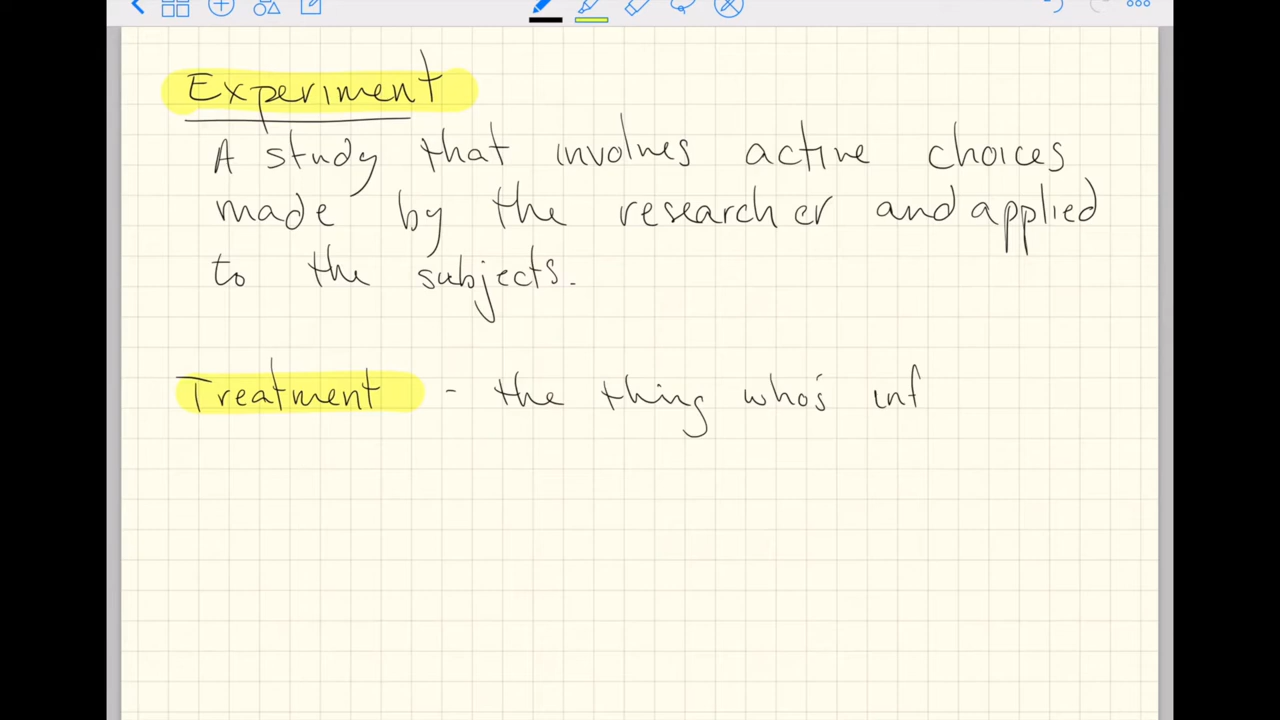 Experiment
A study that involves active choices
made by the researcher and applied
to the subjects.
Treatment - the thing who's inf